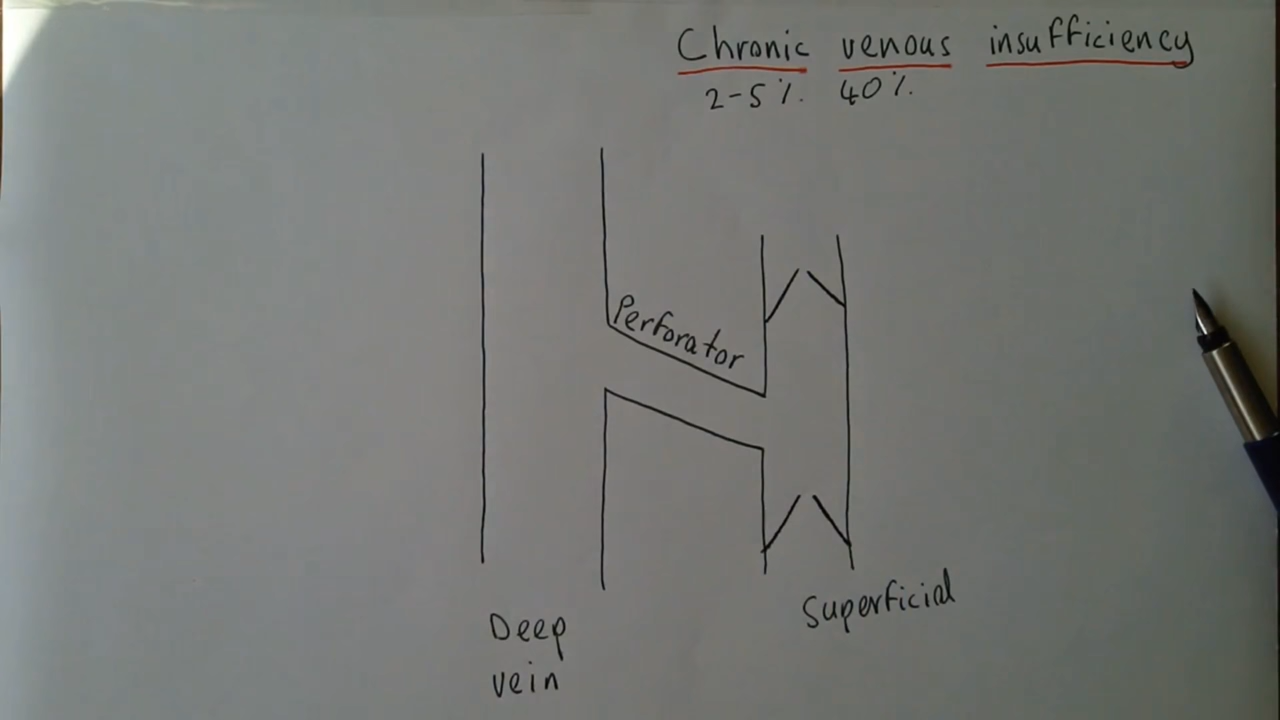 Chronic venous insufficiency
2-5%. 40%.
Perforator
Superficial
Deep
vein